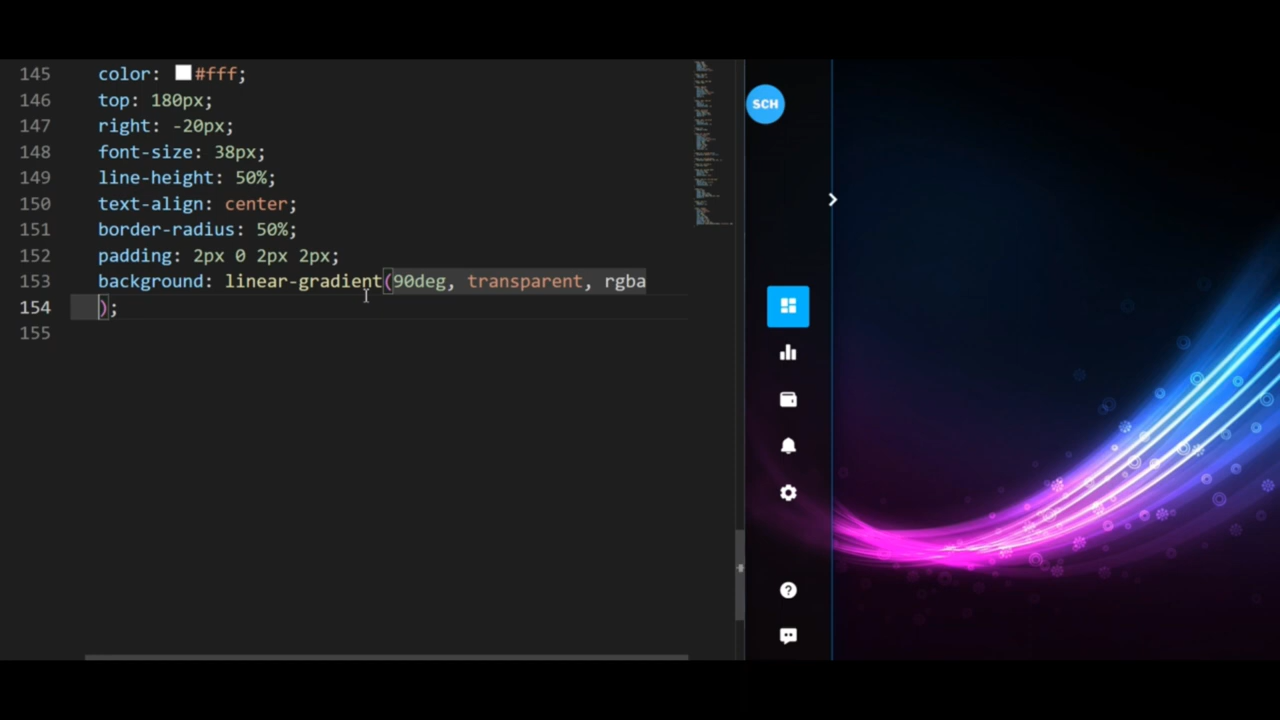 145 color: #fff;
146 top: 180px;
147 right: -20px;
148 font-size: 38px;
149 line-height: 50%;
150 text-align: center;
151 border-radius: 50%;
152 padding: 2px 0 2px 2px;
153 background: linear-gradient(90deg, transparent, rgba
154 );
155
SCH